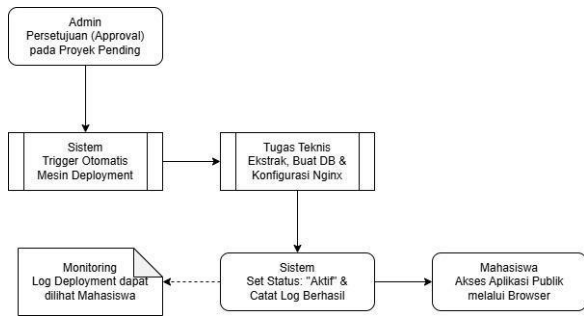 Admin
Persetujuan (Approval)
pada Proyek Pending
Sistem
Trigger Otomatis
Mesin Deployment
Tugas Teknis
Ekstrak, Buat DB &
Konfigurasi Nginx
Monitoring
Log Deployment dapat
dilihat Mahasiswa
Sistem
Set Status: "Aktif" &
Catat Log Berhasil
Mahasiswa
Akses Aplikasi Publik
melalui Browser